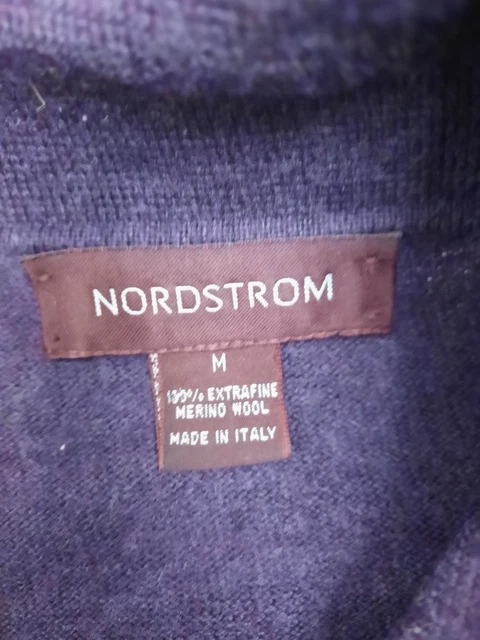 NORDSTROM
M
100% EXTRAFINE
MERINO WOOL
MADE IN ITALY